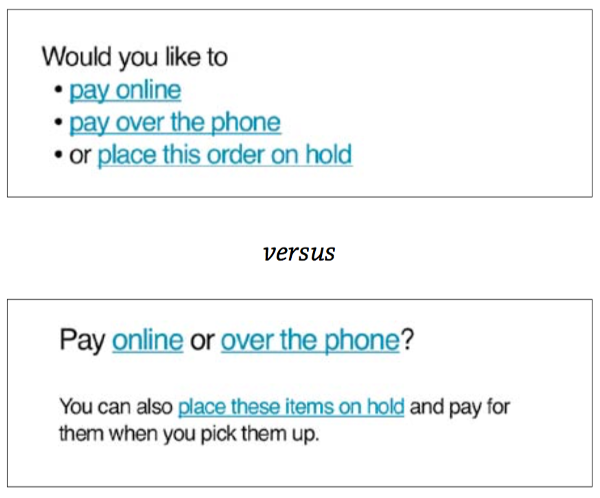 Would you like to
• pay online
• pay over the phone
• or place this order on hold
versus
Pay online or over the phone?
You can also place these items on hold and pay for
them when you pick them up.